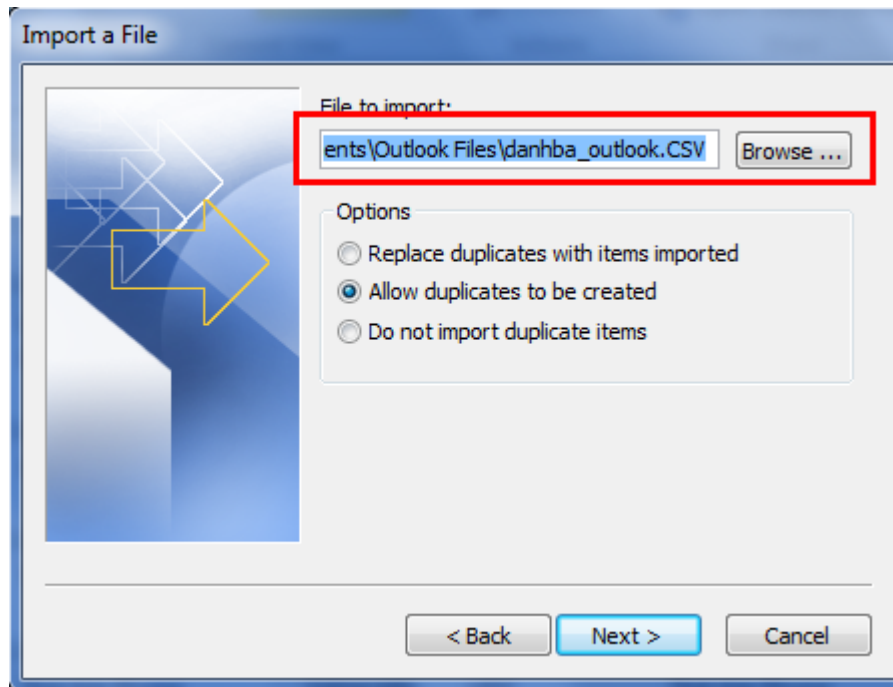 Import a File
File to import:
ents\Outlook Files\danhba_outlook.CSV
Browse ...
Options
Replace duplicates with items imported
Allow duplicates to be created
Do not import duplicate items
< Back
Next >
Cancel